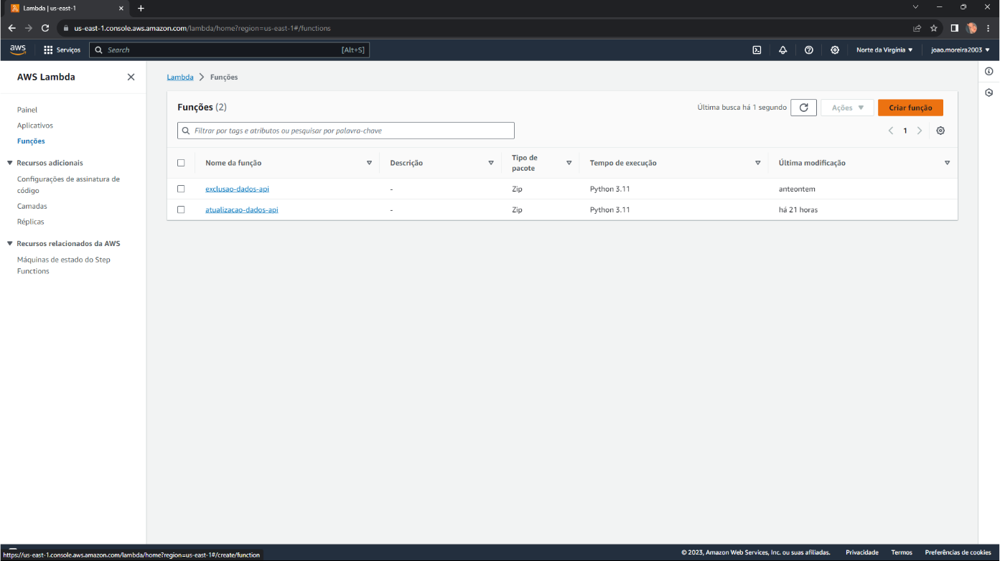 Lambda | us-east-1
us-east-1.console.aws.amazon.com/lambda/home?region=us-east-1#/functions
aws
Serviços
Search
[Alt+S]
Norte da Virgínia
joao.moreira2003
AWS Lambda
Painel
Aplicativos
Funções
Recursos adicionais
Configurações de assinatura de
código
Camadas
Réplicas
Recursos relacionados da AWS
Máquinas de estado do Step
Functions
Lambda > Funções
Funções (2)
Última busca há 1 segundo
Ações
Criar função
Filtrar por tags e atributos ou pesquisar por palavra-chave
1
Nome da função
Descrição
Tipo de
pacote
Tempo de execução
Última modificação
exclusao-dados-api - Zip Python 3.11 anteontem
atualizacao-dados-api - Zip Python 3.11 há 21 horas
https://us-east-1.console.aws.amazon.com/lambda/home?region=us-east-1#/create/function
© 2023, Amazon Web Services, Inc. ou suas afiliadas. Privacidade Termos Preferências de cookies